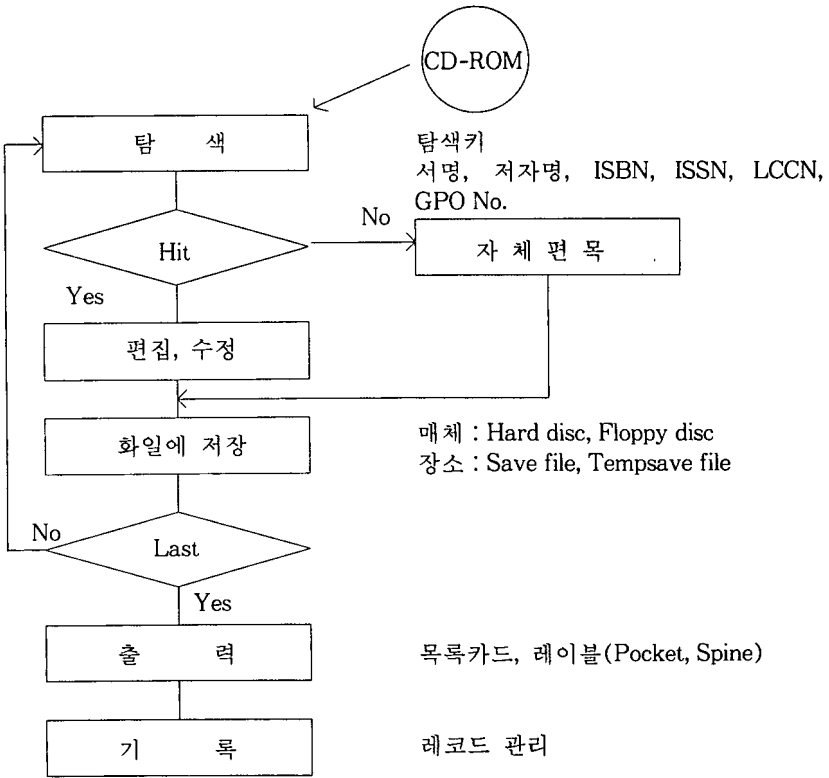 CD-ROM
탐 색
탐색키
서명, 저자명, ISBN, ISSN, LCCN,
GPO No.
No
Hit
자 체 편 목
Yes
편집, 수정
화일에 저장
매체 : Hard disc, Floppy disc
장소 : Save file, Tempsave file
No
Last
Yes
출 력
목록카드, 레이블(Pocket, Spine)
기 록
레코드 관리